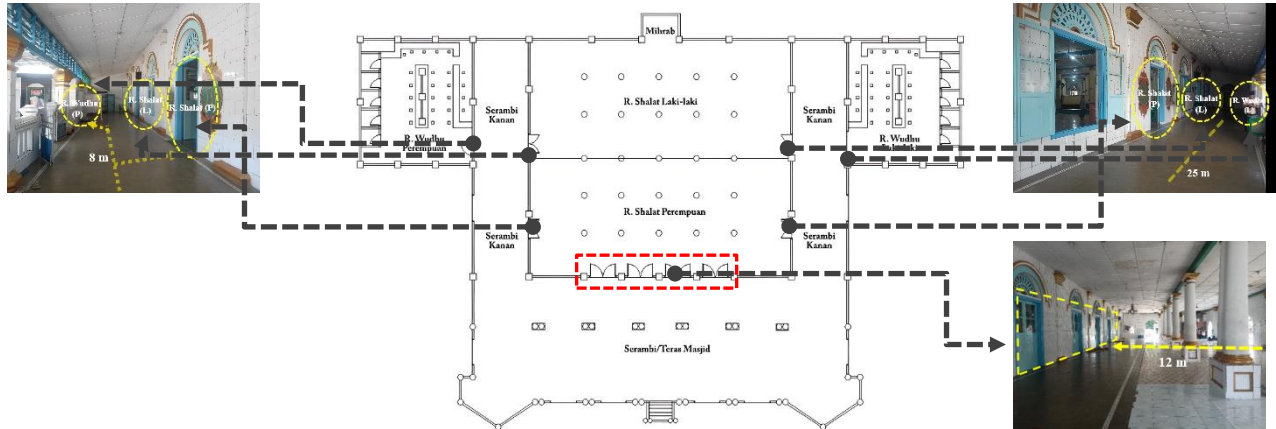 R. Wudhu
(P)
R. Shalat
(L)
R. Shalat (P)
8 m
Mihrab
R. Shalat Laki-laki
Serambi
Kanan
Serambi
Kanan
R. Wudhu
Perempuan
R. Wudhu
R. Shalat Perempuan
Serambi
Kanan
Serambi
Kanan
Serambi/Teras Masjid
R. Shalat
(P)
R. Shalat
(L)
R. Wudhu
(L)
25 m
12 m